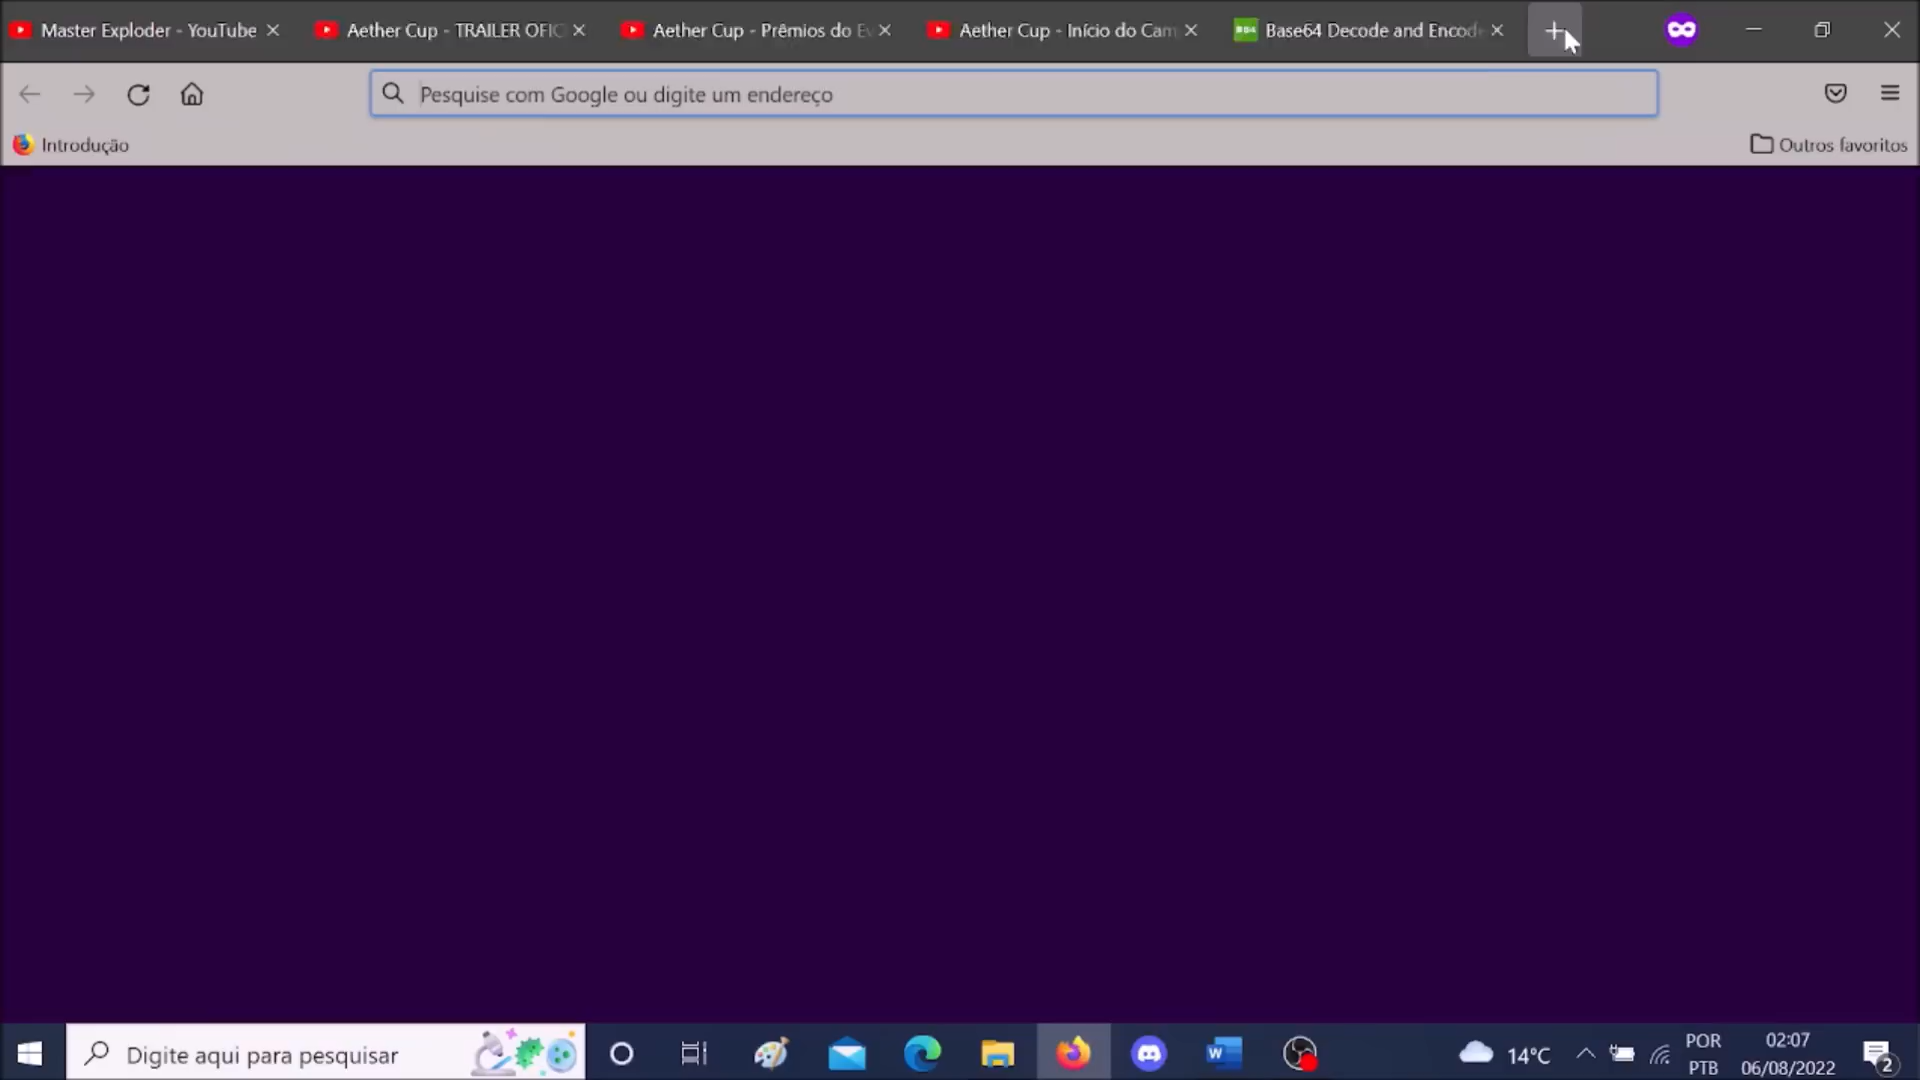 Master Exploder - YouTube
Aether Cup - TRAILER OFIC
Aether Cup - Prêmios do Ev
Aether Cup - Início do Cam
Base64 Decode and Encode
Pesquise com Google ou digite um endereço
Introdução
Outros favoritos
Digite aqui para pesquisar
14°C
POR
PTB
02:07
06/08/2022
2